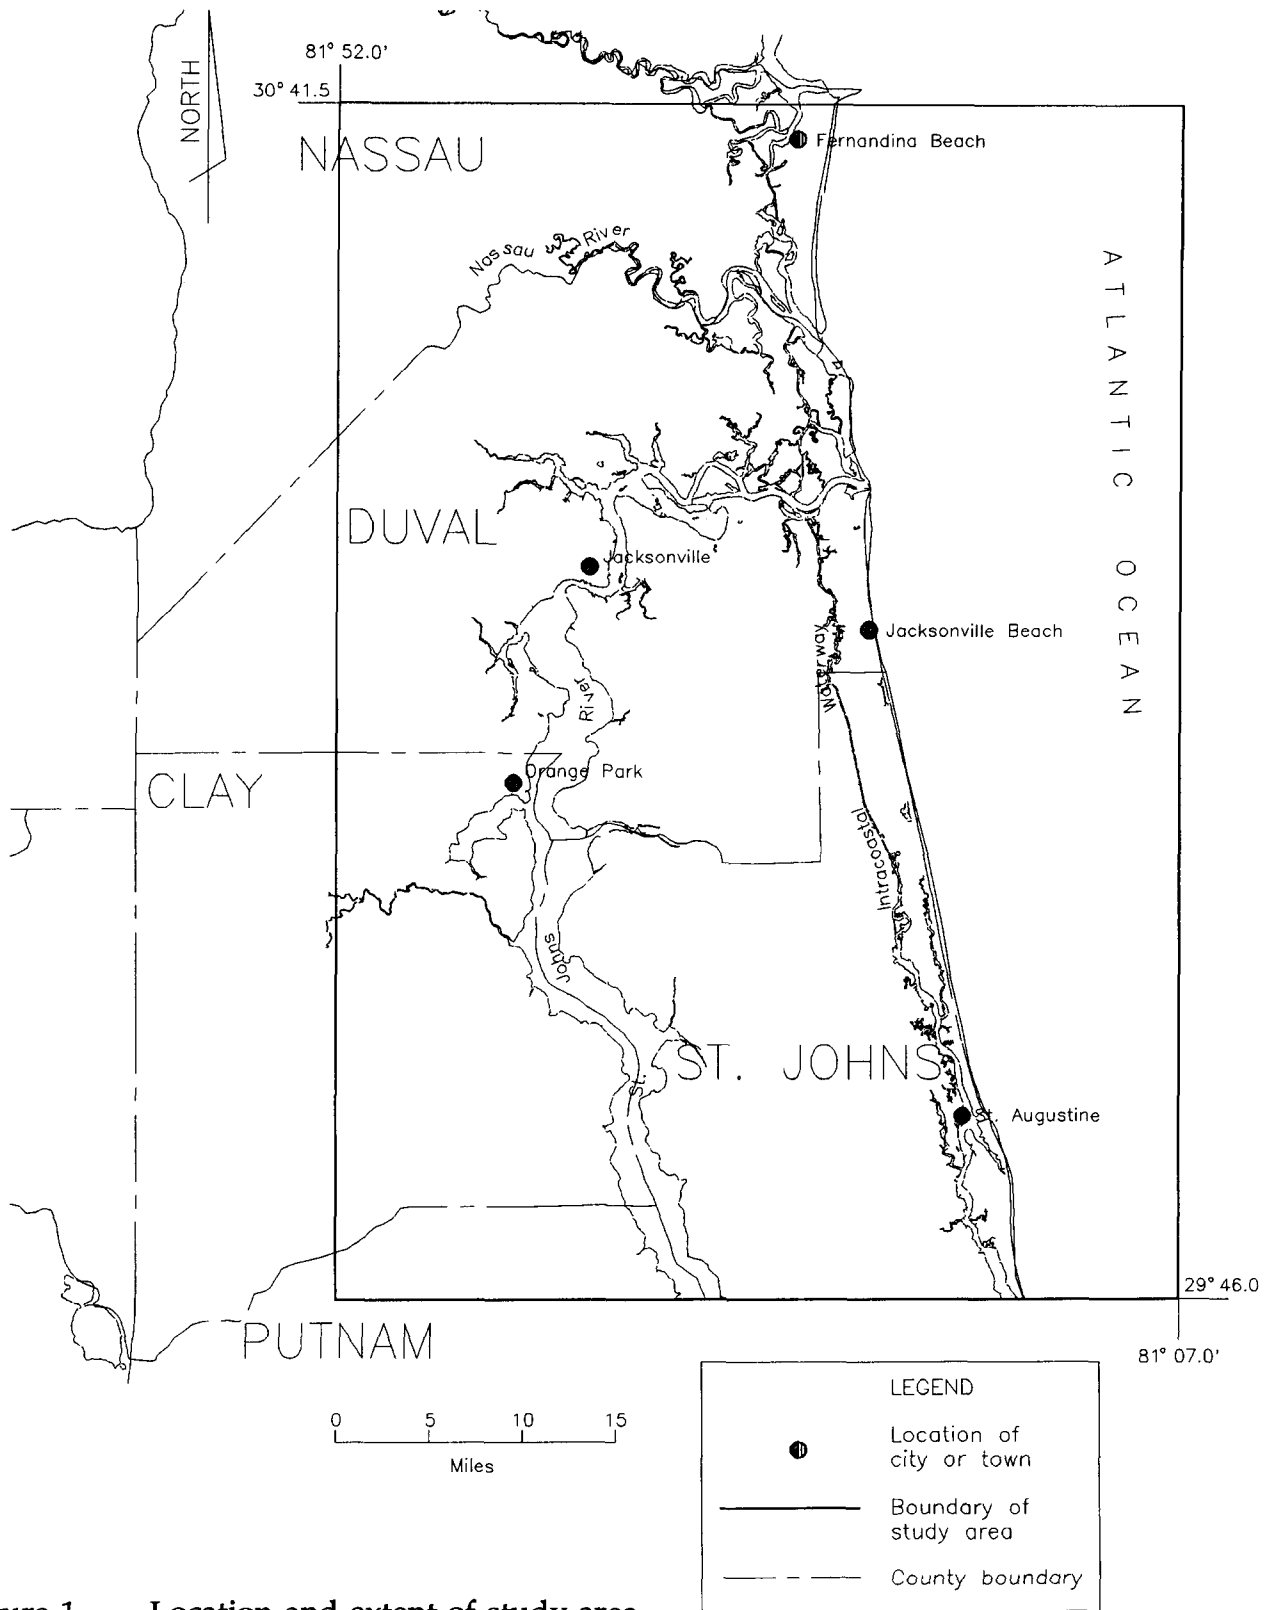 81° 52.0'
30° 41.5
NORTH
NASSAU
Fernandina Beach
Nassau River
ATLANTIC OCEAN
DUVAL
Jacksonville
Jacksonville Beach
Waterway
River
Orange Park
CLAY
Intracoastal
Johns
ST. JOHNS
St.
St. Augustine
29° 46.0
PUTNAM
81° 07.0'
0 5 10 15
Miles
LEGEND
Location of
city or town
Boundary of
study area
County boundary
ure 1. Location and extent of study area